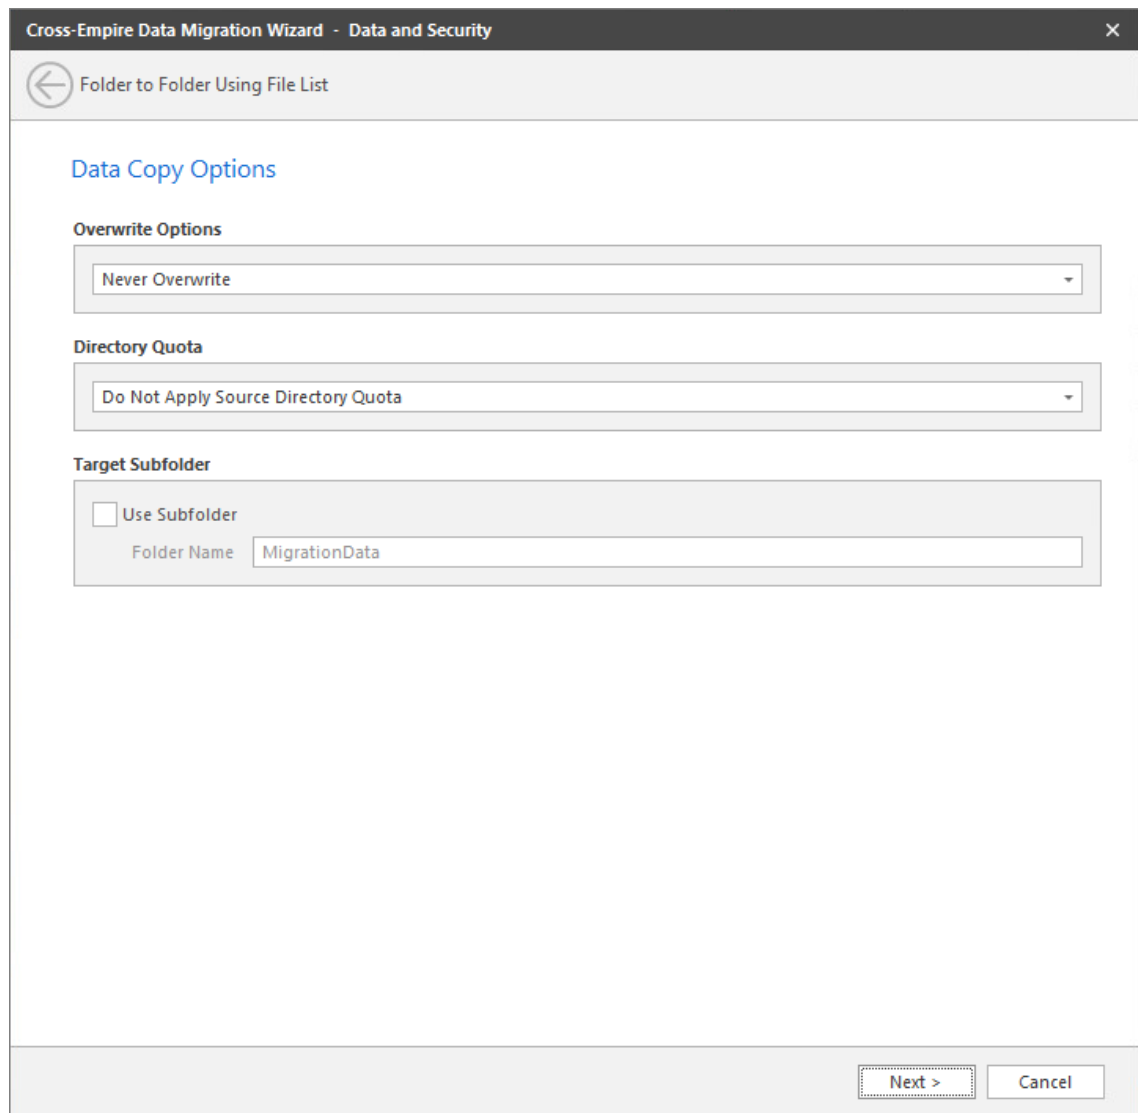 Cross-Empire Data Migration Wizard - Data and Security
Folder to Folder Using File List
Data Copy Options
Overwrite Options
Never Overwrite
Directory Quota
Do Not Apply Source Directory Quota
Target Subfolder
Use Subfolder
Folder Name MigrationData
Next > Cancel